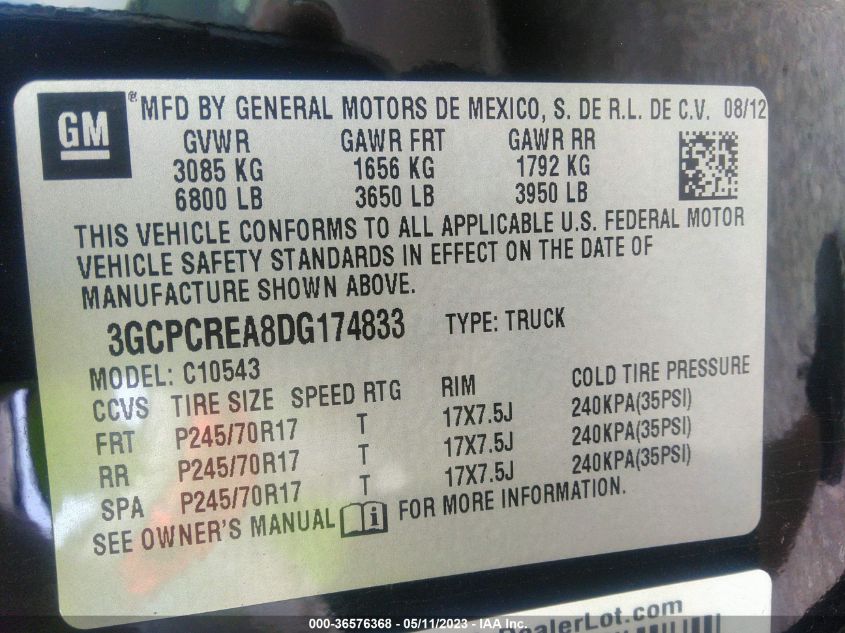 GM
® MFD BY GENERAL MOTORS DE MEXICO, S. DE R.L. DE C.V. 08/12
GVWR GAWR FRT GAWR RR
3085 KG 1656 KG 1792 KG
6800 LB 3650 LB 3950 LB
THIS VEHICLE CONFORMS TO ALL APPLICABLE U.S. FEDERAL MOTOR
VEHICLE SAFETY STANDARDS IN EFFECT ON THE DATE OF
MANUFACTURE SHOWN ABOVE.
3GCPCREA8DG174833 TYPE: TRUCK
MODEL: C10543
CCVS TIRE SIZE SPEED RTG RIM COLD TIRE PRESSURE
FRT P245/70R17 T 17X7.5J 240KPA(35PSI)
RR P245/70R17 T 17X7.5J 240KPA(35PSI)
SPA P245/70R17 T 17X7.5J 240KPA(35PSI)
SEE OWNER'S MANUAL i FOR MORE INFORMATION.
DealerLot.com
000-36576368 - 05/11/2023 - IAA Inc.